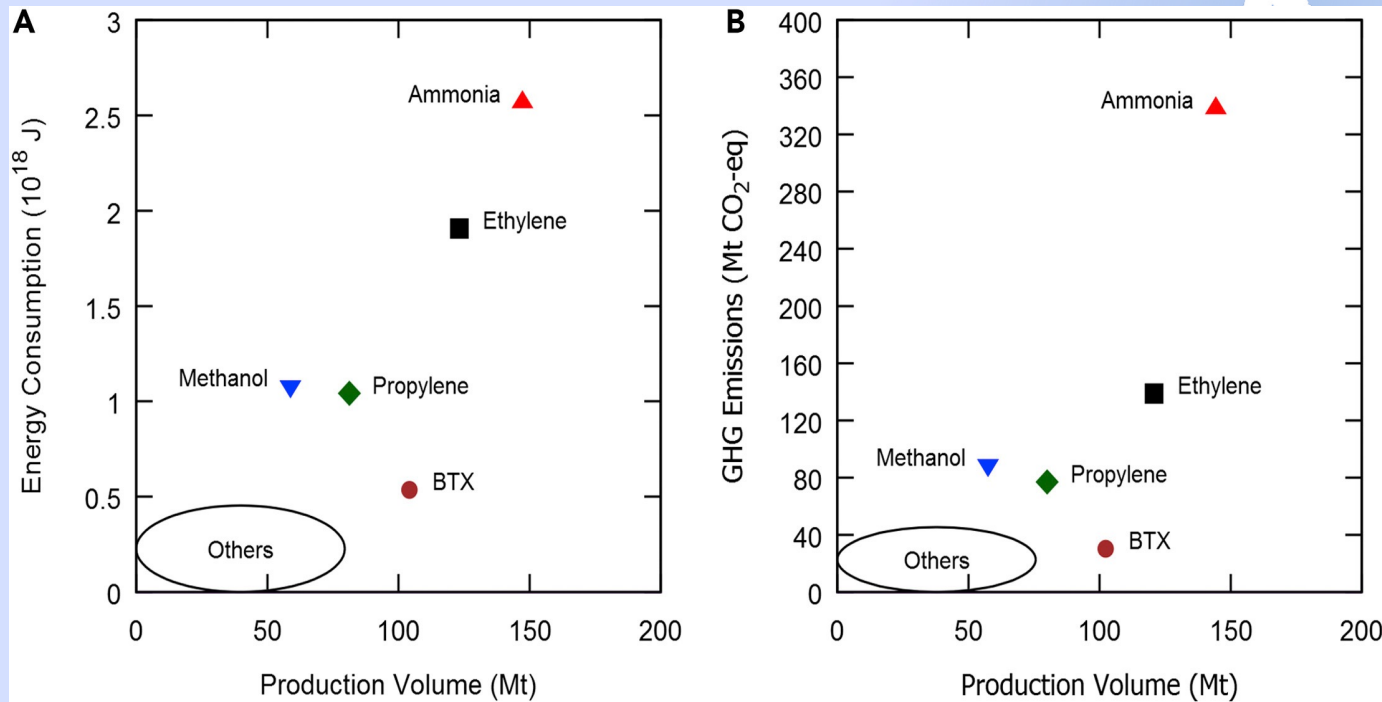 A
Energy Consumption (10^18 J)
3
2.5
2
1.5
1
0.5
0
Ammonia
Ethylene
Methanol
Propylene
BTX
Others
0 50 100 150 200
Production Volume (Mt)
B
GHG Emissions (Mt CO₂-eq)
400
360
320
280
240
200
160
120
80
40
0
Ammonia
Ethylene
Methanol
Propylene
BTX
Others
0 50 100 150 200
Production Volume (Mt)